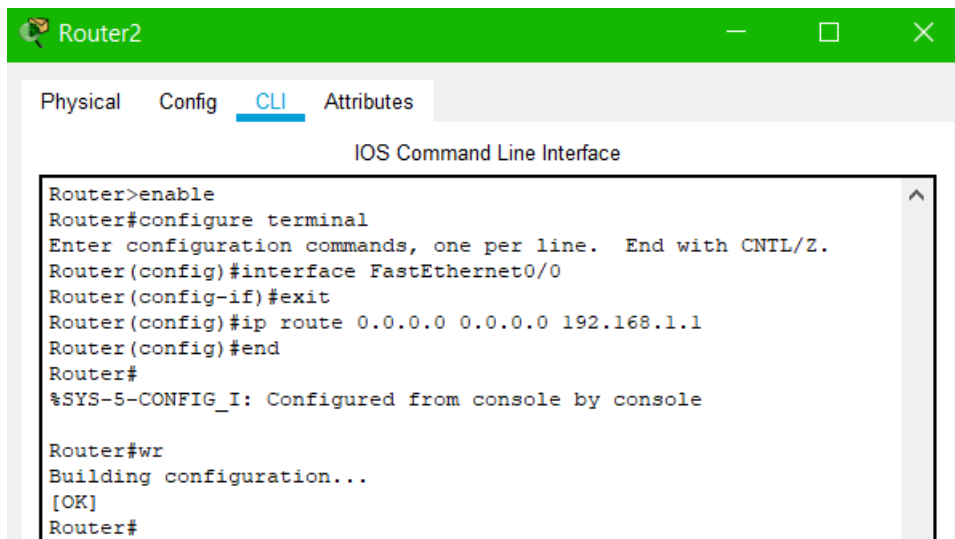 Router2
Physical Config CLI Attributes
IOS Command Line Interface
Router>enable
Router#configure terminal
Enter configuration commands, one per line.  End with CNTL/Z.
Router(config)#interface FastEthernet0/0
Router(config-if)#exit
Router(config)#ip route 0.0.0.0 0.0.0.0 192.168.1.1
Router(config)#end
Router#
%SYS-5-CONFIG_I: Configured from console by console
Router#wr
Building configuration...
[OK]
Router#